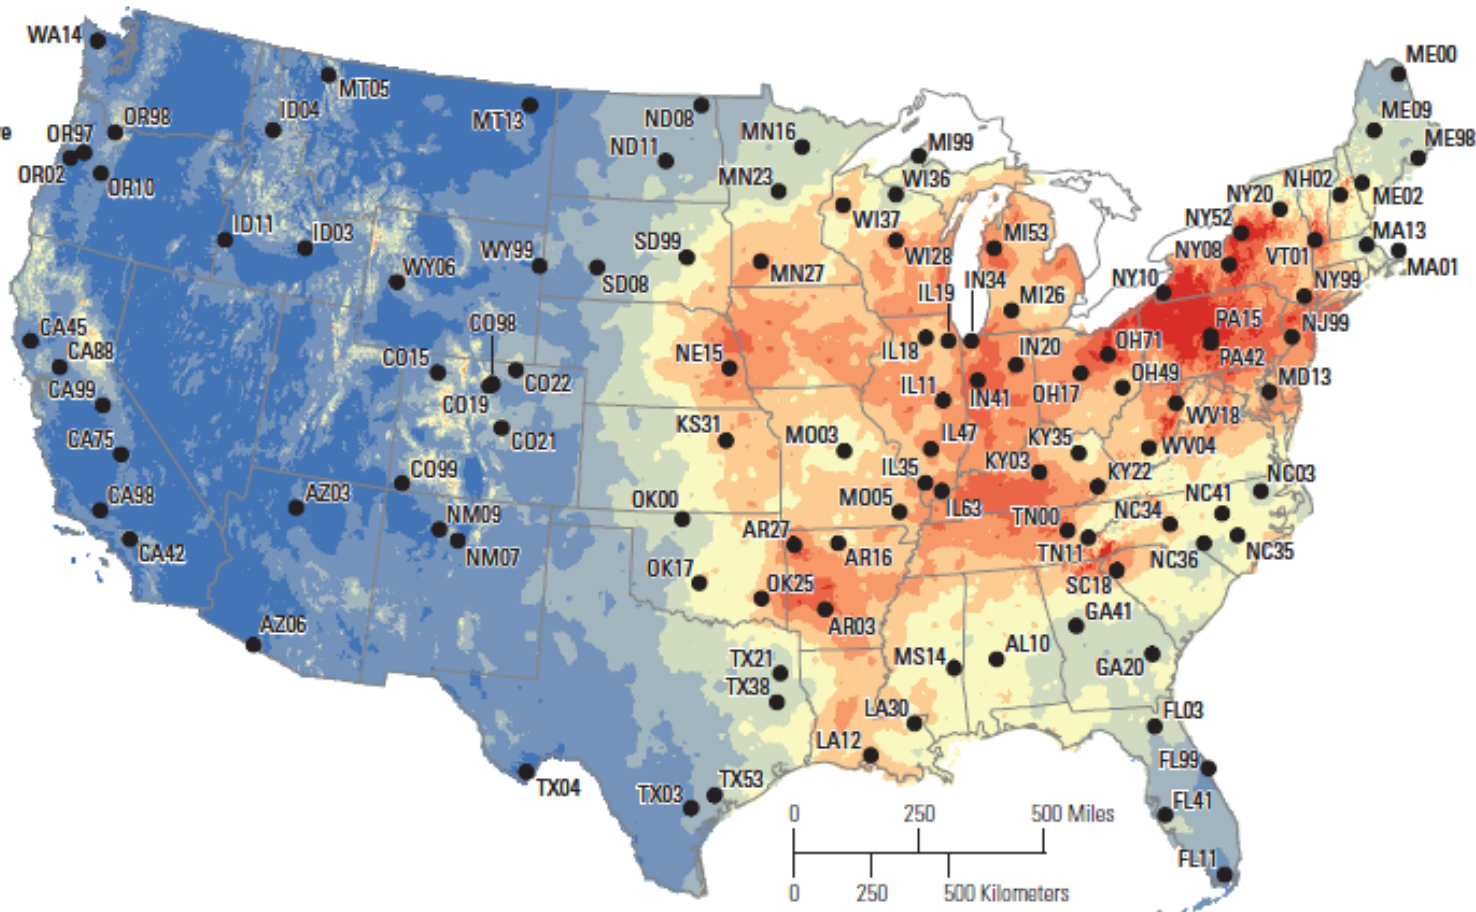 WA14
MT05
ME00
OR98
ID04
MT13
ND08
MN16
MI99
ME09
ME98
OR97
OR02
OR10
ND11
MN23
WI36
NH02
ME02
NY20
WI37
NY52
MA13
ID11
ID03
WY99
SD99
WI28
MI53
NY08
VT01
MA01
WY06
SD08
MN27
IL19
IN34
MI26
NY10
NY99
CA45
CO98
PA15
NJ99
CA88
CO15
NE15
IL18
IN20
OH71
PA42
CA99
CO22
IL11
IN41
OH17
OH49
MD13
CO19
WV18
CA75
CO21
KS31
MO03
IL47
KY35
WV04
CO99
IL35
KY03
KY22
NC03
CA98
AZ03
OK00
MO05
IL63
NC41
NM09
AR27
TN00
NC34
CA42
NM07
AR16
TN11
NC36
NC35
OK17
OK25
SC18
AZ06
AR03
GA41
TX21
MS14
AL10
GA20
TX38
LA30
FL03
LA12
FL99
TX04
TX03
TX53
0 250 500 Miles
FL41
FL11
0 250 500 Kilometers